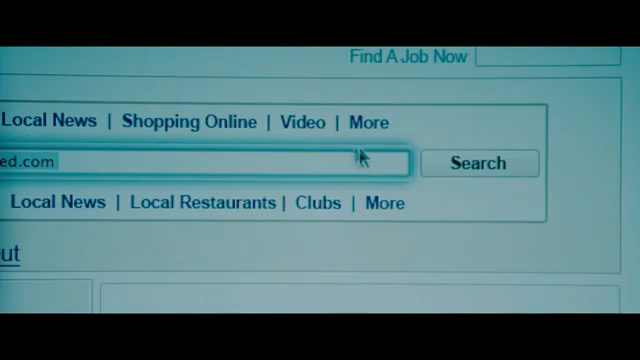 Find A Job Now
Local News | Shopping Online | Video | More
ed.com
Search
Local News | Local Restaurants | Clubs | More
ut